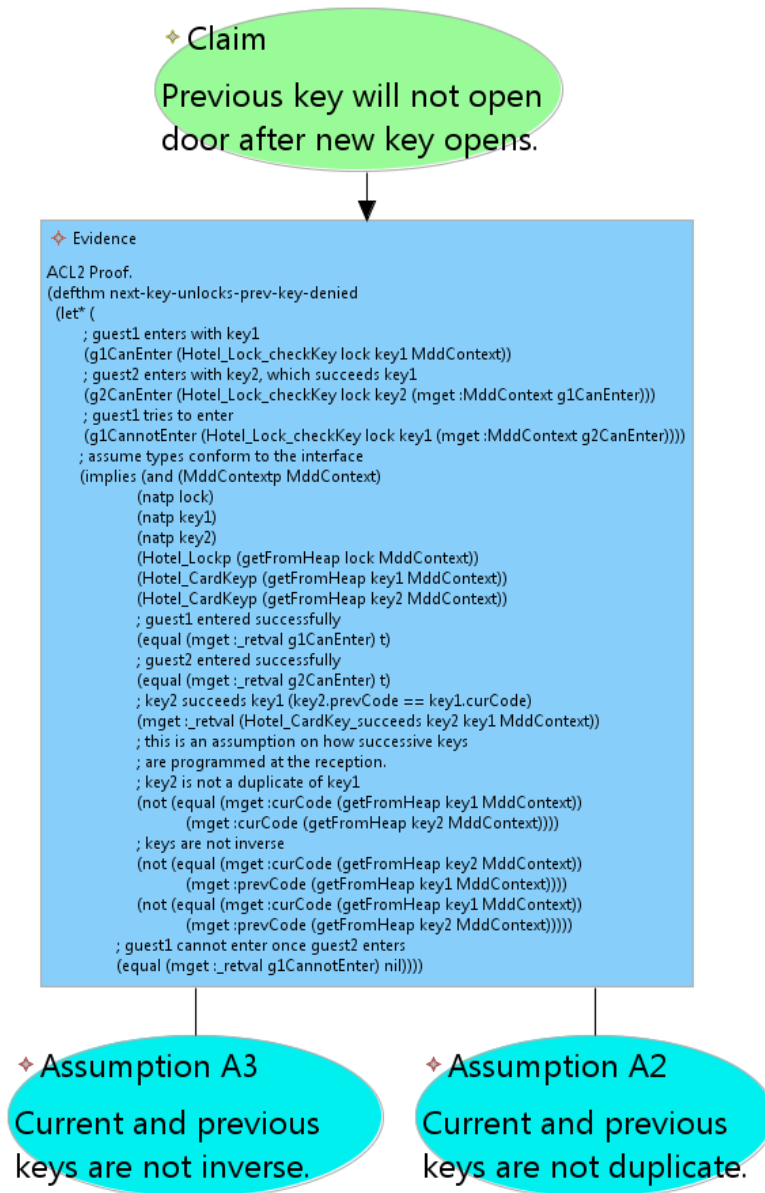 Claim
Previous key will not open
door after new key opens.
Evidence
ACL2 Proof.
(defthm next-key-unlocks-prev-key-denied
(let* (
; guest1 enters with key1
(g1CanEnter (Hotel_Lock_checkKey lock key1 MddContext))
; guest2 enters with key2, which succeeds key1
(g2CanEnter (Hotel_Lock_checkKey lock key2 (mget :MddContext g1CanEnter)))
; guest1 tries to enter
(g1CannotEnter (Hotel_Lock_checkKey lock key1 (mget :MddContext g2CanEnter))))
; assume types conform to the interface
(implies (and (MddContextp MddContext)
(natp lock)
(natp key1)
(natp key2)
(Hotel_Lockp (getFromHeap lock MddContext))
(Hotel_CardKeyp (getFromHeap key1 MddContext))
(Hotel_CardKeyp (getFromHeap key2 MddContext))
; guest1 entered successfully
(equal (mget :_retval g1CanEnter) t)
; guest2 entered successfully
(equal (mget :_retval g2CanEnter) t)
; key2 succeeds key1 (key2.prevCode == key1.curCode)
(mget :_retval (Hotel_CardKey_succeeds key2 key1 MddContext))
; this is an assumption on how successive keys
; are programmed at the reception.
; key2 is not a duplicate of key1
(not (equal (mget :curCode (getFromHeap key1 MddContext))
(mget :curCode (getFromHeap key2 MddContext))))
; keys are not inverse
(not (equal (mget :curCode (getFromHeap key2 MddContext))
(mget :prevCode (getFromHeap key1 MddContext))))
(not (equal (mget :curCode (getFromHeap key1 MddContext))
(mget :prevCode (getFromHeap key2 MddContext)))))
; guest1 cannot enter once guest2 enters
(equal (mget :_retval g1CannotEnter) nil))))
Assumption A3
Current and previous
keys are not inverse.
Assumption A2
Current and previous
keys are not duplicate.